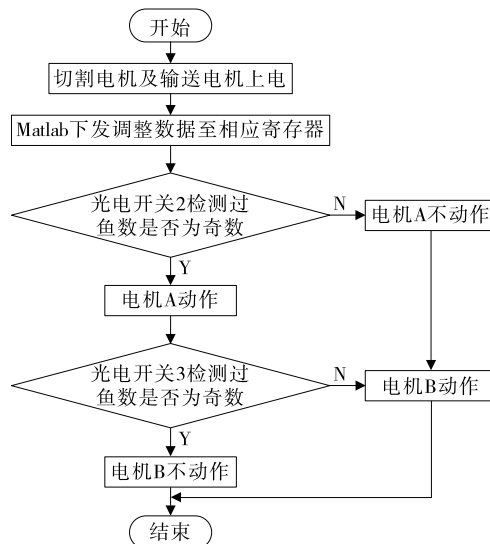 开始
切割电机及输送电机上电
Matlab下发调整数据至相应寄存器
光电开关2检测过
鱼数是否为奇数
N
电机A不动作
Y
电机A动作
光电开关3检测过
鱼数是否为奇数
N
电机B动作
Y
电机B不动作
结束